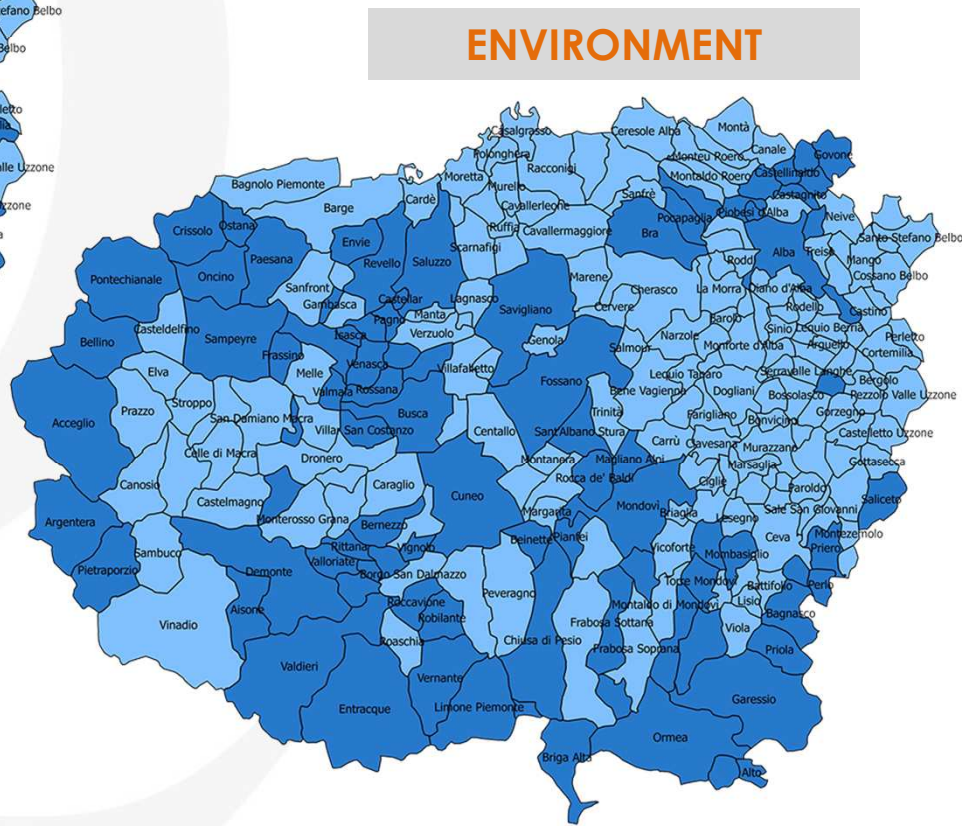 efano Belbo
Belbo
ENVIRONMENT
letto
lia
alle Uzzone
zzone
a
Casalgrasso
Ceresole Alba
Montà
Polonghera
Racconigi
Monteu Roero
Canale
Govone
Bagnolo Piemonte
Moretta
Murello
Montaldo Roero
Castellinaldo
Barge
Cardè
Cavallerleone
Sanfrè
Castagnito
Crissolo
Ostana
Ruffia
Cavallermaggiore
Pocapaglia
Piobesi d'Alba
Neive
Envie
Scarnafigi
Bra
Santo Stefano Belbo
Paesana
Revello
Saluzzo
Rodd
Alba
Treiso
Mango
Pontechianale
Oncino
Sanfront
Marene
Cherasco
La Morra
Diano d'Alba
Cossano Belbo
Gambasca
Castellar
Lagnasco
Savigliano
Cervere
Rodello
Castino
Casteldelfino
Pagno
Manta
Barolo
Sinio
Lequio Berria
Bellino
Sampeyre
Isasca
Verzuolo
Genola
Salmour
Narzole
Monforte d'Alba
Arguello
Perletto
Frassino
Venasca
Cortemilia
Elva
Melle
Villafalletto
Lequio Tanaro
Serravalle Langhe
Bergolo
Valmala
Rossana
Fossano
Bene Vagienna
Dogliani
Bossolasco
Pezzolo Valle Uzzone
Acceglio
Prazzo
Stroppo
San Damiano Macra
Busca
Trinità
Farigliano
Bonvicino
Gorzegno
Villar San Costanzo
Centallo
Sant'Albano Stura
Castelletto Uzzone
Celle di Macra
Dronero
Carrù
Clavesana
Murazzano
Montanera
Magliano Alpi
Marsaglia
Gottasecca
Canosio
Caraglio
Rocca de' Baldi
Ciglie
Paroldo
Castelmagno
Cuneo
Mondovì
Saliceto
Argentera
Monterosso Grana
Bernezzo
Margarita
Briaglia
Lesegno
Sale San Giovanni
Beinette
Pianfei
Ceva
Montezemolo
Sambuco
Rittana
Vignolo
Vicoforte
Mombasiglio
Priero
Pietraporzio
Demonte
Valloriate
Borgo San Dalmazzo
Torre Mondovì
Battifollo
Perlo
Aisone
Roccavione
Peveragno
Montaldo di Mondovì
Lisio
Bagnasco
Vinadio
Robilante
Frabosa Sottana
Viola
Roaschia
Chiusa di Pesio
Frabosa Soprana
Priola
Valdieri
Vernante
Entracque
Limone Piemonte
Garessio
Ormea
Briga Alta
Alto